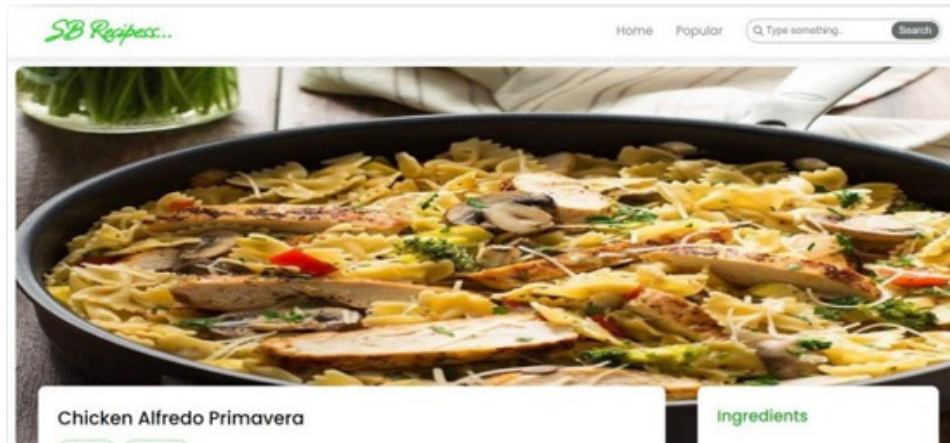 SB Recipess...
Home Popular Type something.. Search
Chicken Alfredo Primavera
Ingredients